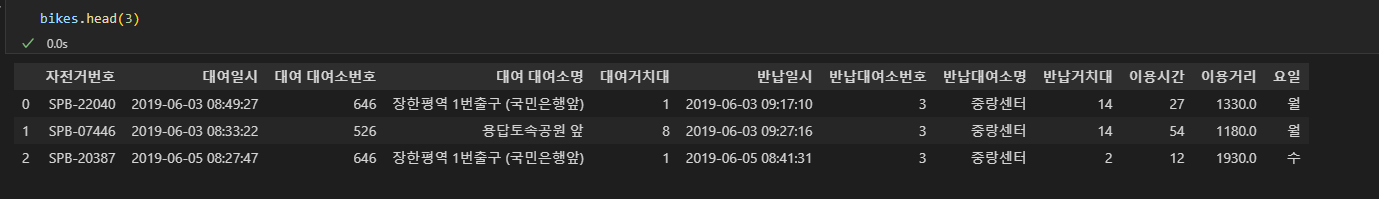 bikes.head(3)
0.0s
자전거번호 대여일시 대여 대여소번호 대여 대여소명 대여거치대 반납일시 반납대여소번호 반납대여소명 반납거치대 이용시간 이용거리 요일
0 SPB-22040 2019-06-03 08:49:27 646 장한평역 1번출구 (국민은행앞) 1 2019-06-03 09:17:10 3 중랑센터 14 27 1330.0 월
1 SPB-07446 2019-06-03 08:33:22 526 용답토속공원 앞 8 2019-06-03 09:27:16 3 중랑센터 14 54 1180.0 월
2 SPB-20387 2019-06-05 08:27:47 646 장한평역 1번출구 (국민은행앞) 1 2019-06-05 08:41:31 3 중랑센터 2 12 1930.0 수